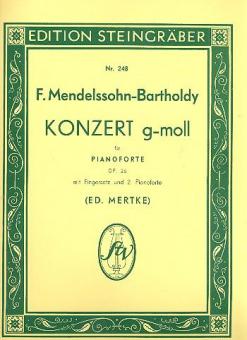 EDITION STEINGRÄBER
Nr. 248
F. Mendelssohn-Bartholdy
KONZERT g-moll
für
PIANOFORTE
OP. 25
mit Fingersatz und 2. Pianoforte
(ED. MERTKE)